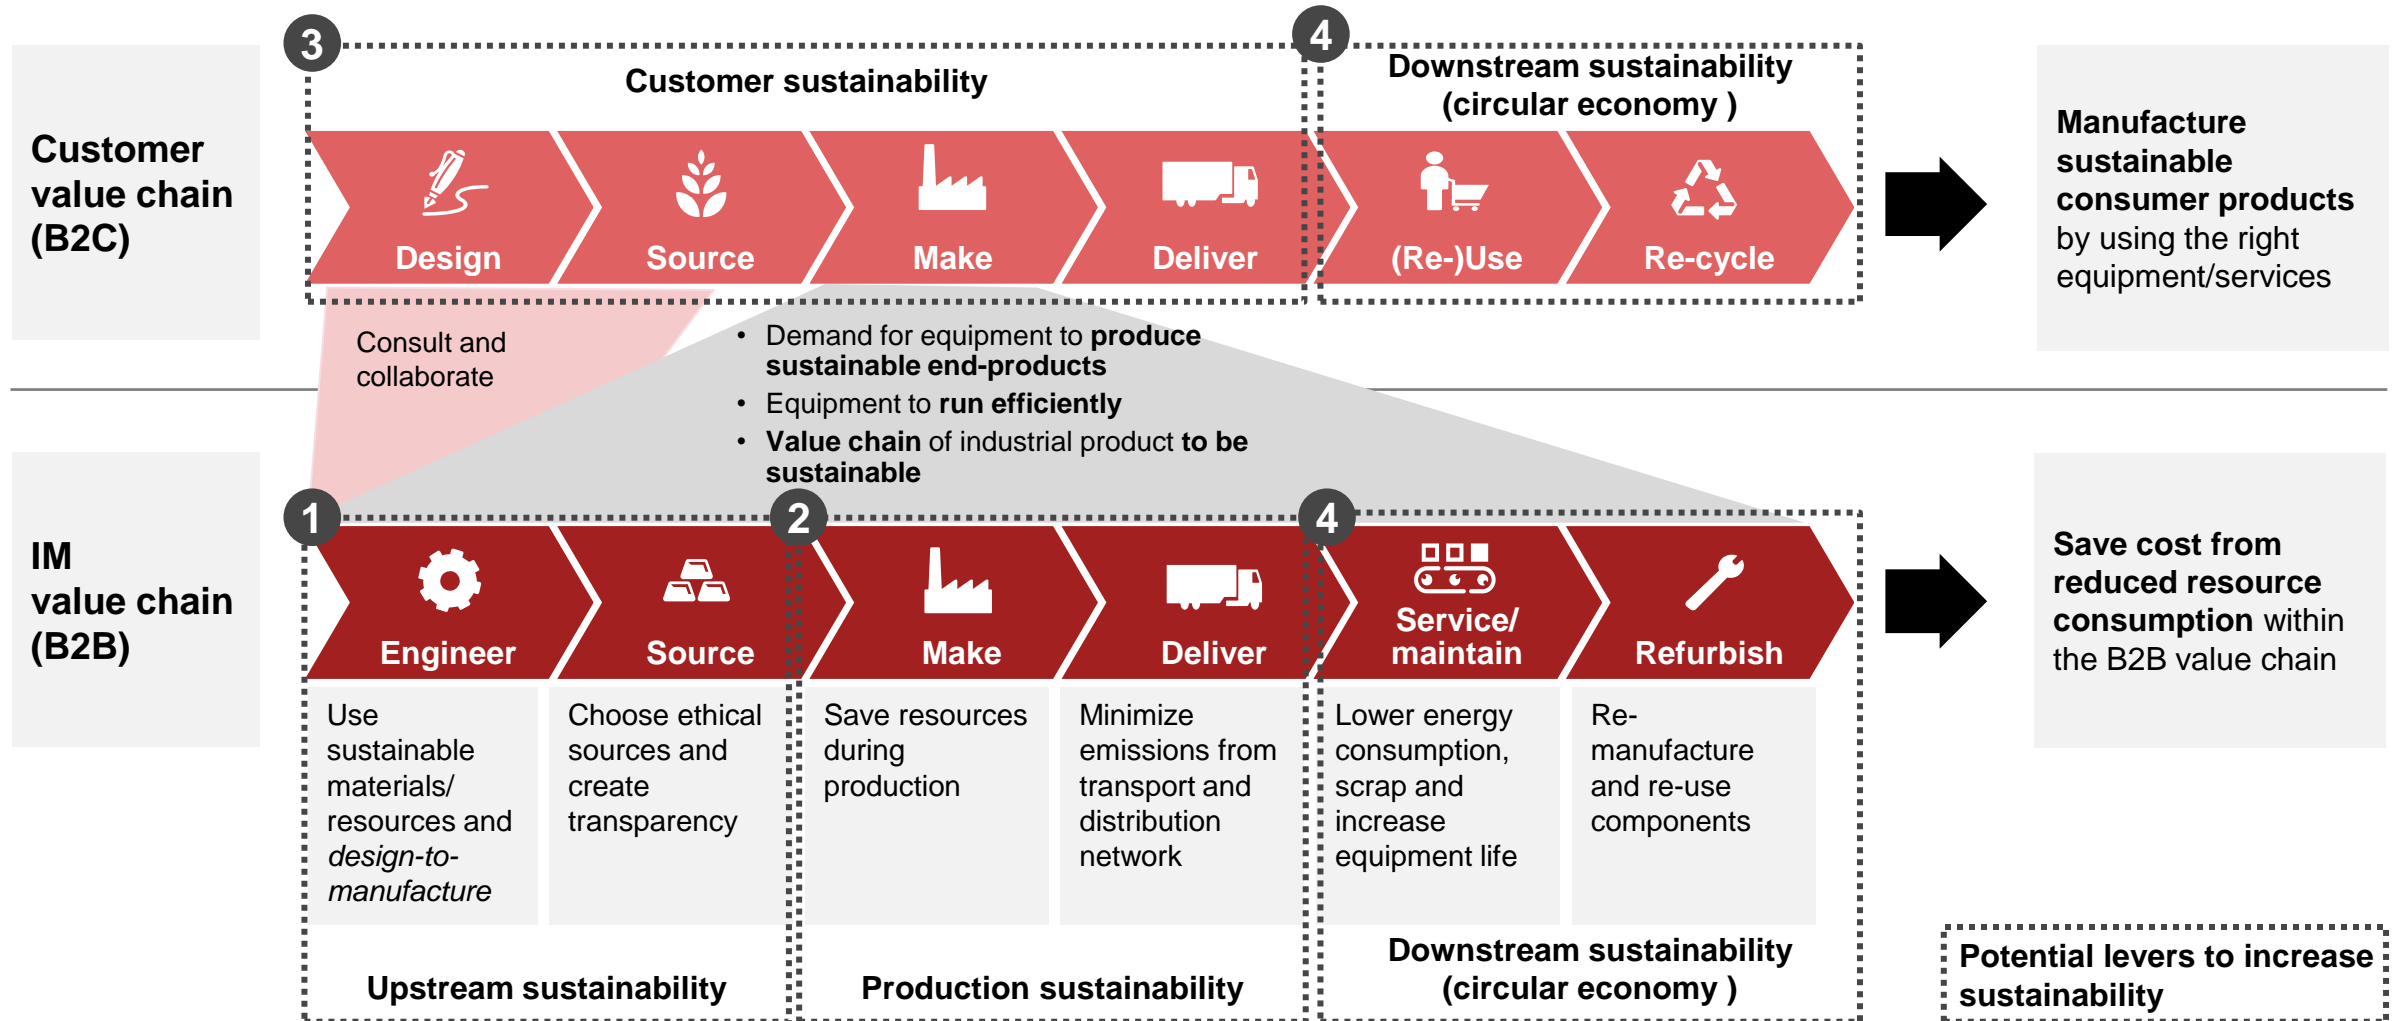 3
4
Customer sustainability
Downstream sustainability
(circular economy )
Customer
value chain
(B2C)
Design
Source
Make
Deliver
(Re-)Use
Re-cycle
Manufacture
sustainable
consumer products
by using the right
equipment/services
Consult and
collaborate
• Demand for equipment to produce
sustainable end-products
• Equipment to run efficiently
• Value chain of industrial product to be
sustainable
1
2
4
IM
value chain
(B2B)
Engineer
Source
Make
Deliver
Service/
maintain
Refurbish
Save cost from
reduced resource
consumption within
the B2B value chain
Use
sustainable
materials/
resources and
design-to-
manufacture
Choose ethical
sources and
create
transparency
Save resources
during
production
Minimize
emissions from
transport and
distribution
network
Lower energy
consumption,
scrap and
increase
equipment life
Re-
manufacture
and re-use
components
Upstream sustainability
Production sustainability
Downstream sustainability
(circular economy )
Potential levers to increase
sustainability